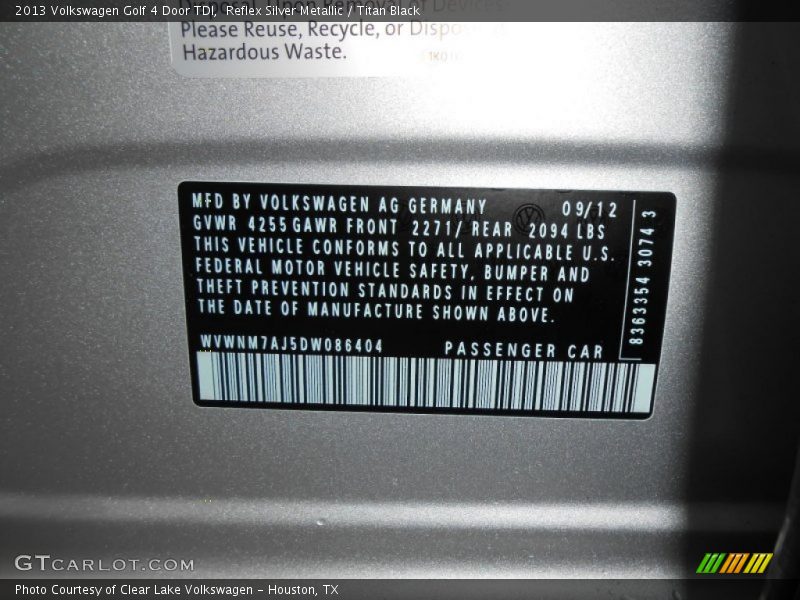 2013 Volkswagen Golf 4 Door TDI, Reflex Silver Metallic / Titan Black
Please Reuse, Recycle, or Dispose
Hazardous Waste.
MFD BY VOLKSWAGEN AG GERMANY 09/12
GVWR 4255 GAWR FRONT 2271/ REAR 2094 LBS
THIS VEHICLE CONFORMS TO ALL APPLICABLE U.S.
FEDERAL MOTOR VEHICLE SAFETY, BUMPER AND
THEFT PREVENTION STANDARDS IN EFFECT ON
THE DATE OF MANUFACTURE SHOWN ABOVE.
WVWNM7AJ5DW086404 PASSENGER CAR
8363354 30743
GTCARLOT.COM
Photo Courtesy of Clear Lake Volkswagen - Houston, TX